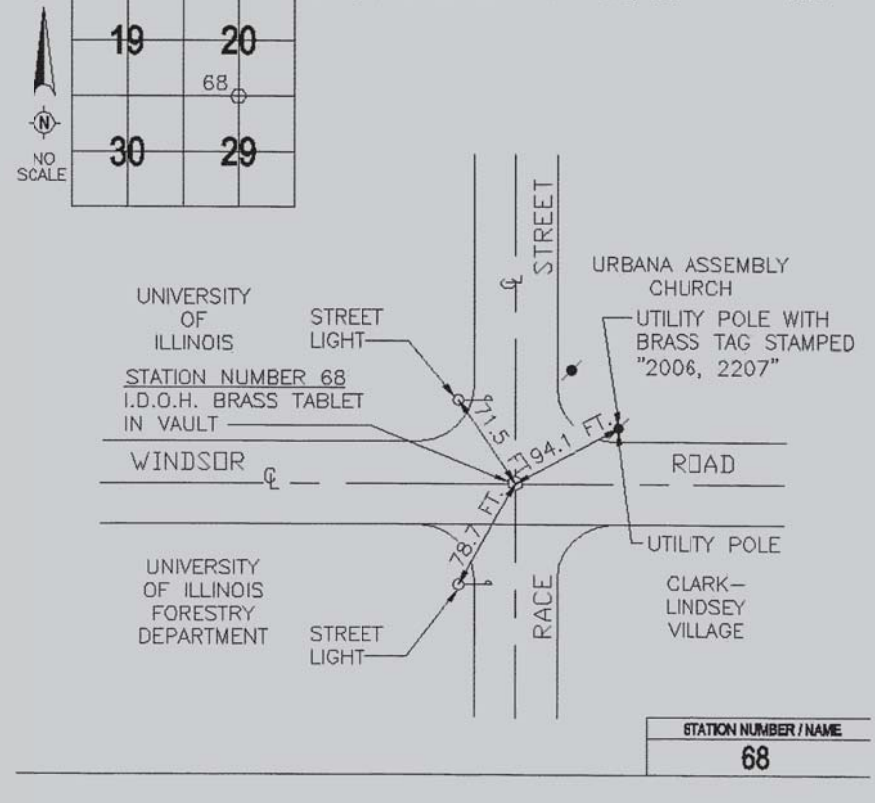 19 20
68
30 29
N
NO
SCALE
STREET
℄
URBANA ASSEMBLY
CHURCH
UNIVERSITY
OF
ILLINOIS
STREET
LIGHT
UTILITY POLE WITH
BRASS TAG STAMPED
"2006, 2207"
STATION NUMBER 68
I.D.O.H. BRASS TABLET
IN VAULT
71.5 FT.
94.1 FT.
WINDSOR
℄
ROAD
78.7 FT.
UTILITY POLE
UNIVERSITY
OF ILLINOIS
FORESTRY
DEPARTMENT
STREET
LIGHT
RACE
CLARK-
LINDSEY
VILLAGE
STATION NUMBER / NAME
68